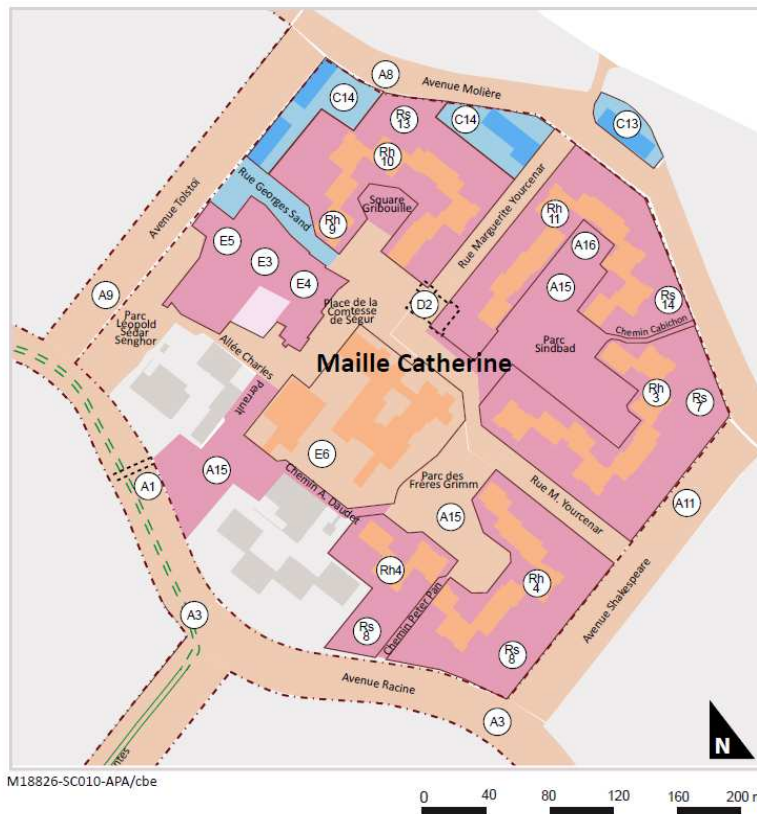 A8
Avenue Molière
C14
Rs
13
C14
C13
Rh
10
Avenue Tolstoï
Rue Georges Sand
Square
Gribouille
Rue Marguerite Yourcenar
Rh
9
Rh
11
E5
E3
E4
A16
A15
Rs
14
A9
Place de la
Comtesse
de Ségur
D2
Chemin Cabichon
Parc
Léopold
Sédar
Senghor
Allée Charles
Perrault
Parc
Sindbad
Maille Catherine
Rh
3
Rs
7
E6
A15
A1
Chemin A. Daudet
Parc des
Frères Grimm
A15
Rue M. Yourcenar
A11
Rh4
Rh
4
Chemin Peter Pan
Avenue Shakespeare
A3
Rs
8
Rs
8
Avenue Racine
A3
N
ntes
M18826-SC010-APA/cbe
0 40 80 120 160 200 m